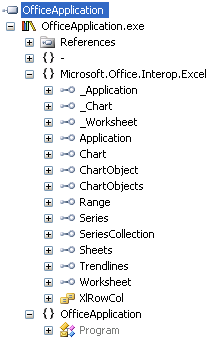 OfficeApplication
OfficeApplication.exe
References
{ } -
{ } Microsoft.Office.Interop.Excel
_Application
_Chart
_Worksheet
Application
Chart
ChartObject
ChartObjects
Range
Series
SeriesCollection
Sheets
Trendlines
Worksheet
XlRowCol
{ } OfficeApplication
Program